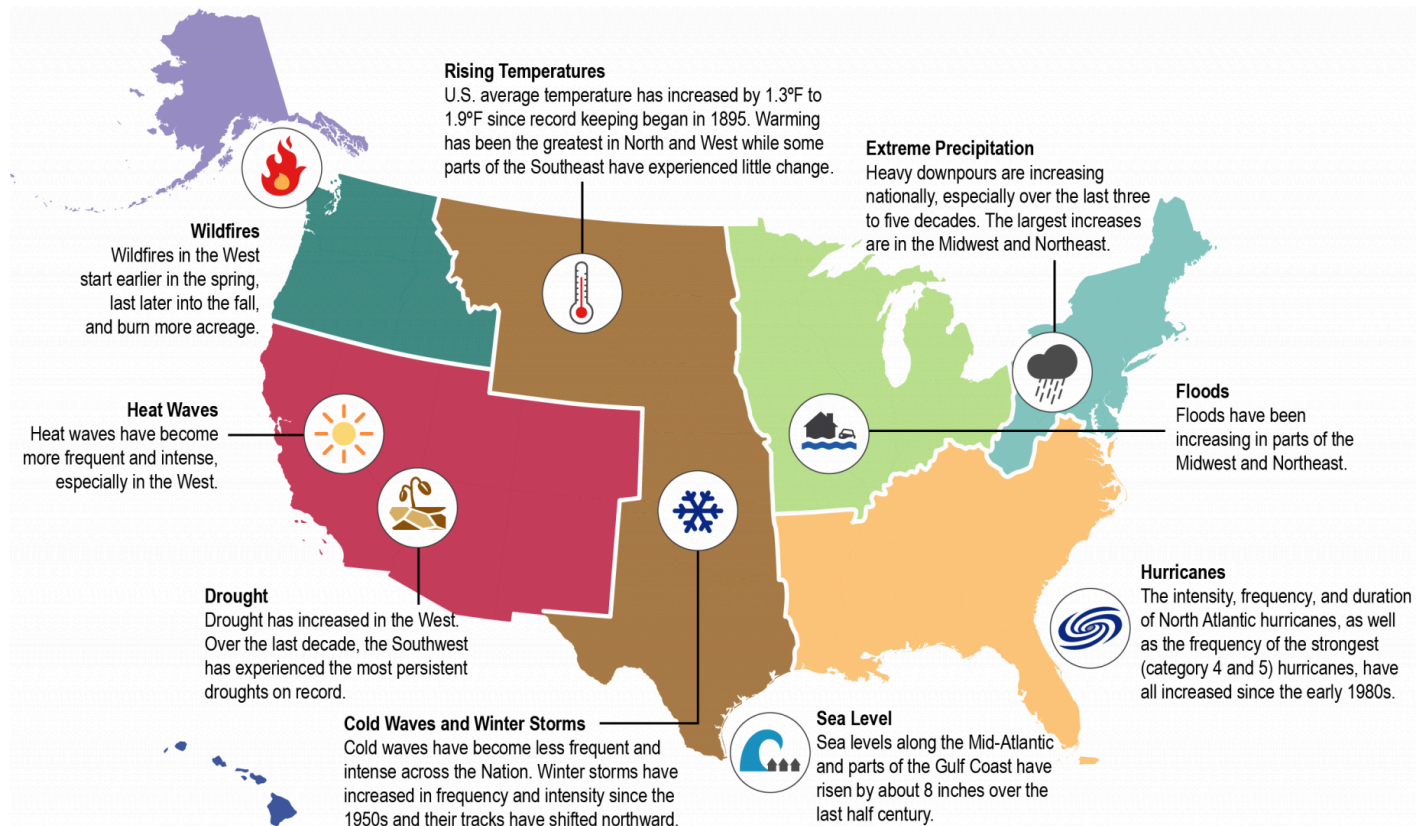 Rising Temperatures
U.S. average temperature has increased by 1.3ºF to
1.9ºF since record keeping began in 1895. Warming
has been the greatest in North and West while some
parts of the Southeast have experienced little change.
Extreme Precipitation
Heavy downpours are increasing
nationally, especially over the last three
to five decades. The largest increases
are in the Midwest and Northeast.
Wildfires
Wildfires in the West
start earlier in the spring,
last later into the fall,
and burn more acreage.
Heat Waves
Heat waves have become
more frequent and intense,
especially in the West.
Floods
Floods have been
increasing in parts of the
Midwest and Northeast.
Drought
Drought has increased in the West.
Over the last decade, the Southwest
has experienced the most persistent
droughts on record.
Hurricanes
The intensity, frequency, and duration
of North Atlantic hurricanes, as well
as the frequency of the strongest
(category 4 and 5) hurricanes, have
all increased since the early 1980s.
Cold Waves and Winter Storms
Cold waves have become less frequent and
intense across the Nation. Winter storms have
increased in frequency and intensity since the
1950s and their tracks have shifted northward.
Sea Level
Sea levels along the Mid-Atlantic
and parts of the Gulf Coast have
risen by about 8 inches over the
last half century.